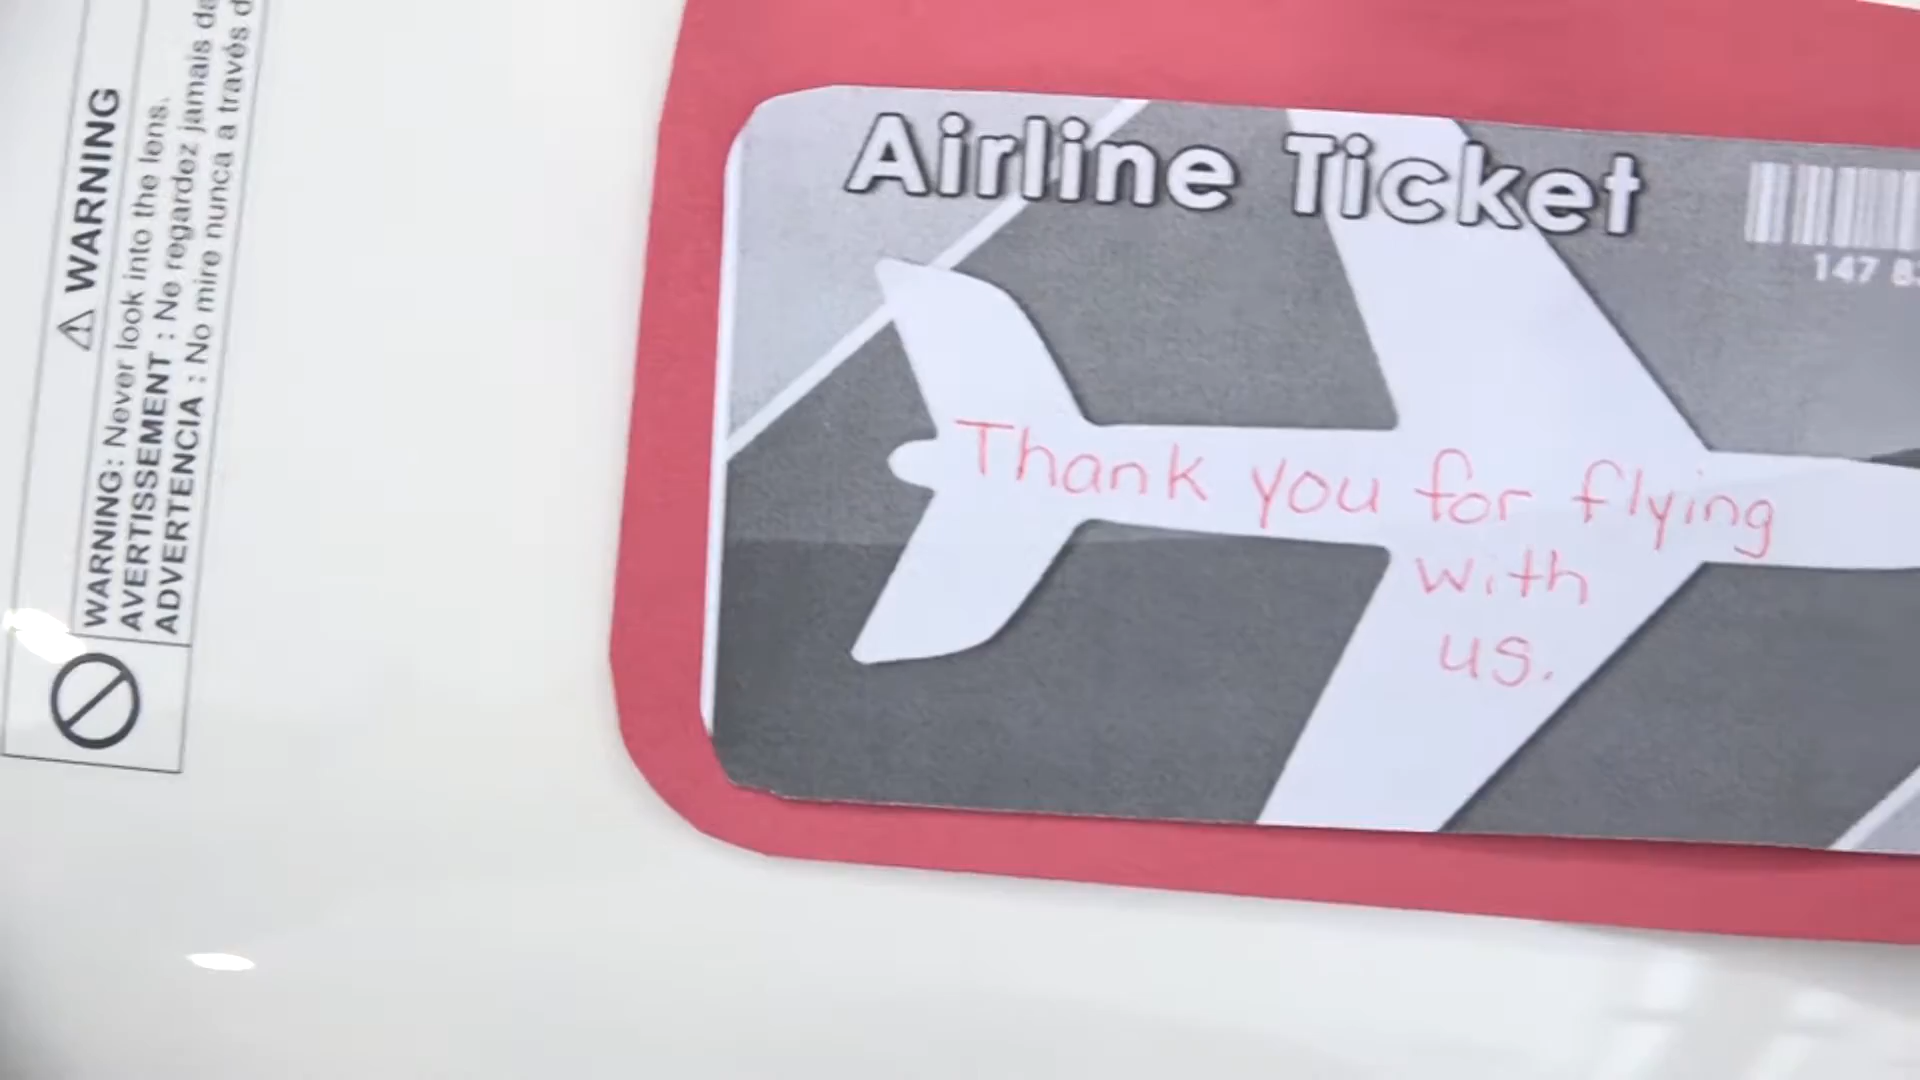 ⚠ WARNING
WARNING: Never look into the lens.
AVERTISSEMENT : Ne regardez jamais
ADVERTENCIA : No mire nunca a través
Airline Ticket
147
Thank you for flying
with
us.